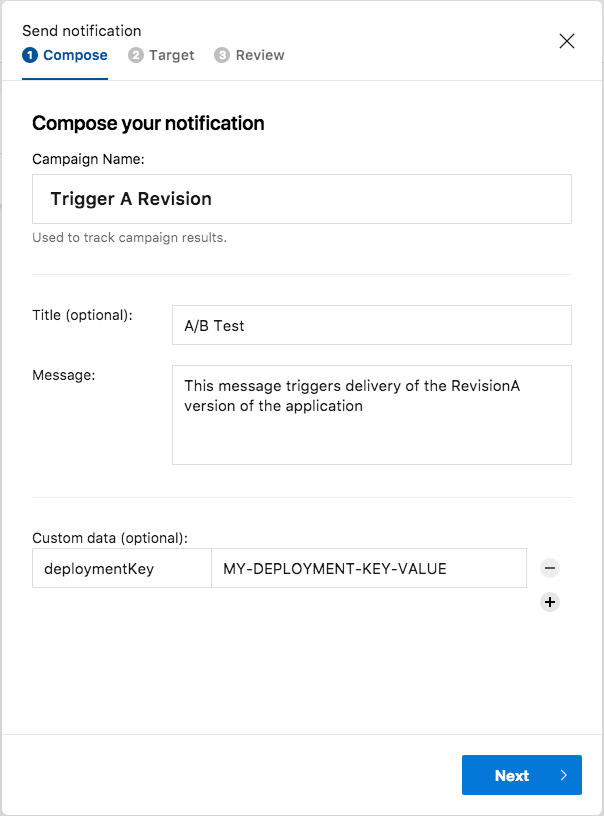 Send notification
1 Compose 2 Target 3 Review
Compose your notification
Campaign Name:
Trigger A Revision
Used to track campaign results.
Title (optional):
A/B Test
Message:
This message triggers delivery of the RevisionA
version of the application
Custom data (optional):
deploymentKey MY-DEPLOYMENT-KEY-VALUE
Next